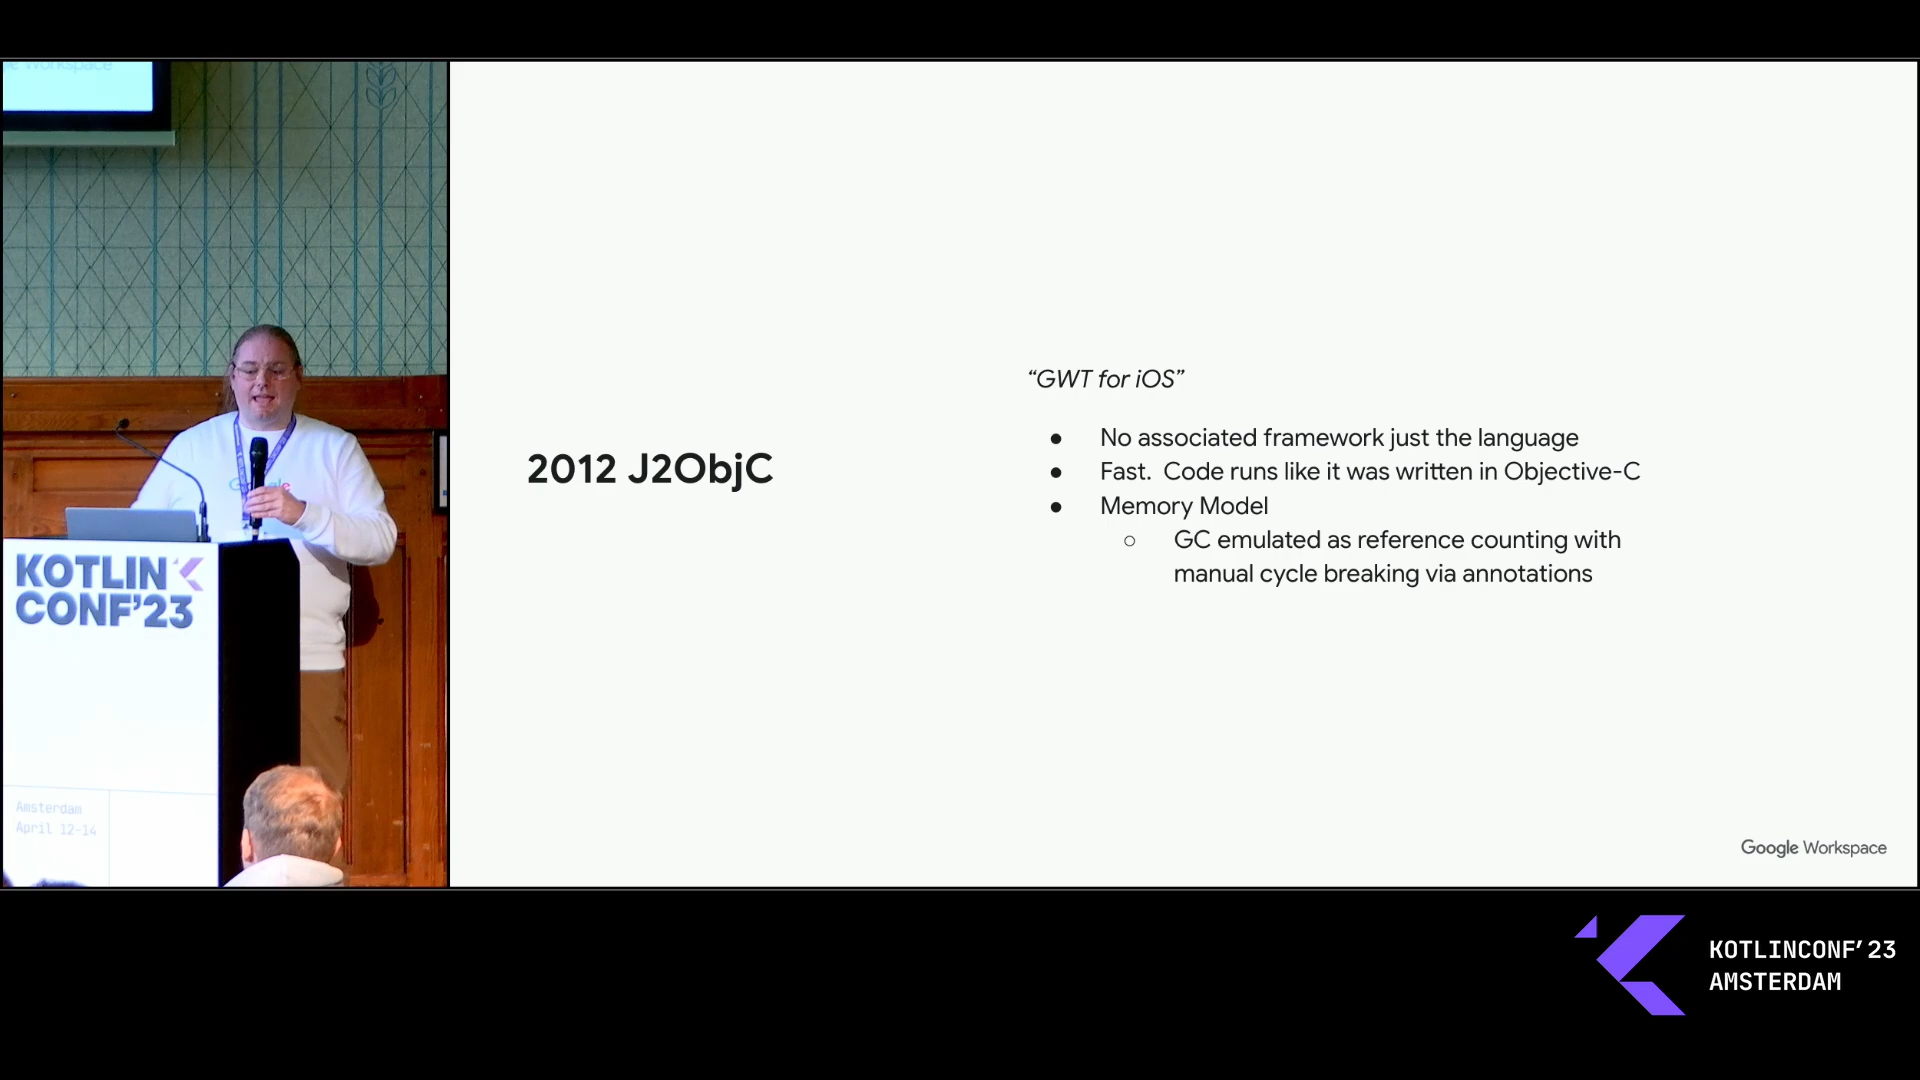 Workspace
Google
KOTLIN
CONF'23
Amsterdam
April 12-14
2012 J2ObjC
“GWT for iOS”
● No associated framework just the language
● Fast. Code runs like it was written in Objective-C
● Memory Model
○ GC emulated as reference counting with
manual cycle breaking via annotations
Google Workspace
KOTLINCONF'23
AMSTERDAM